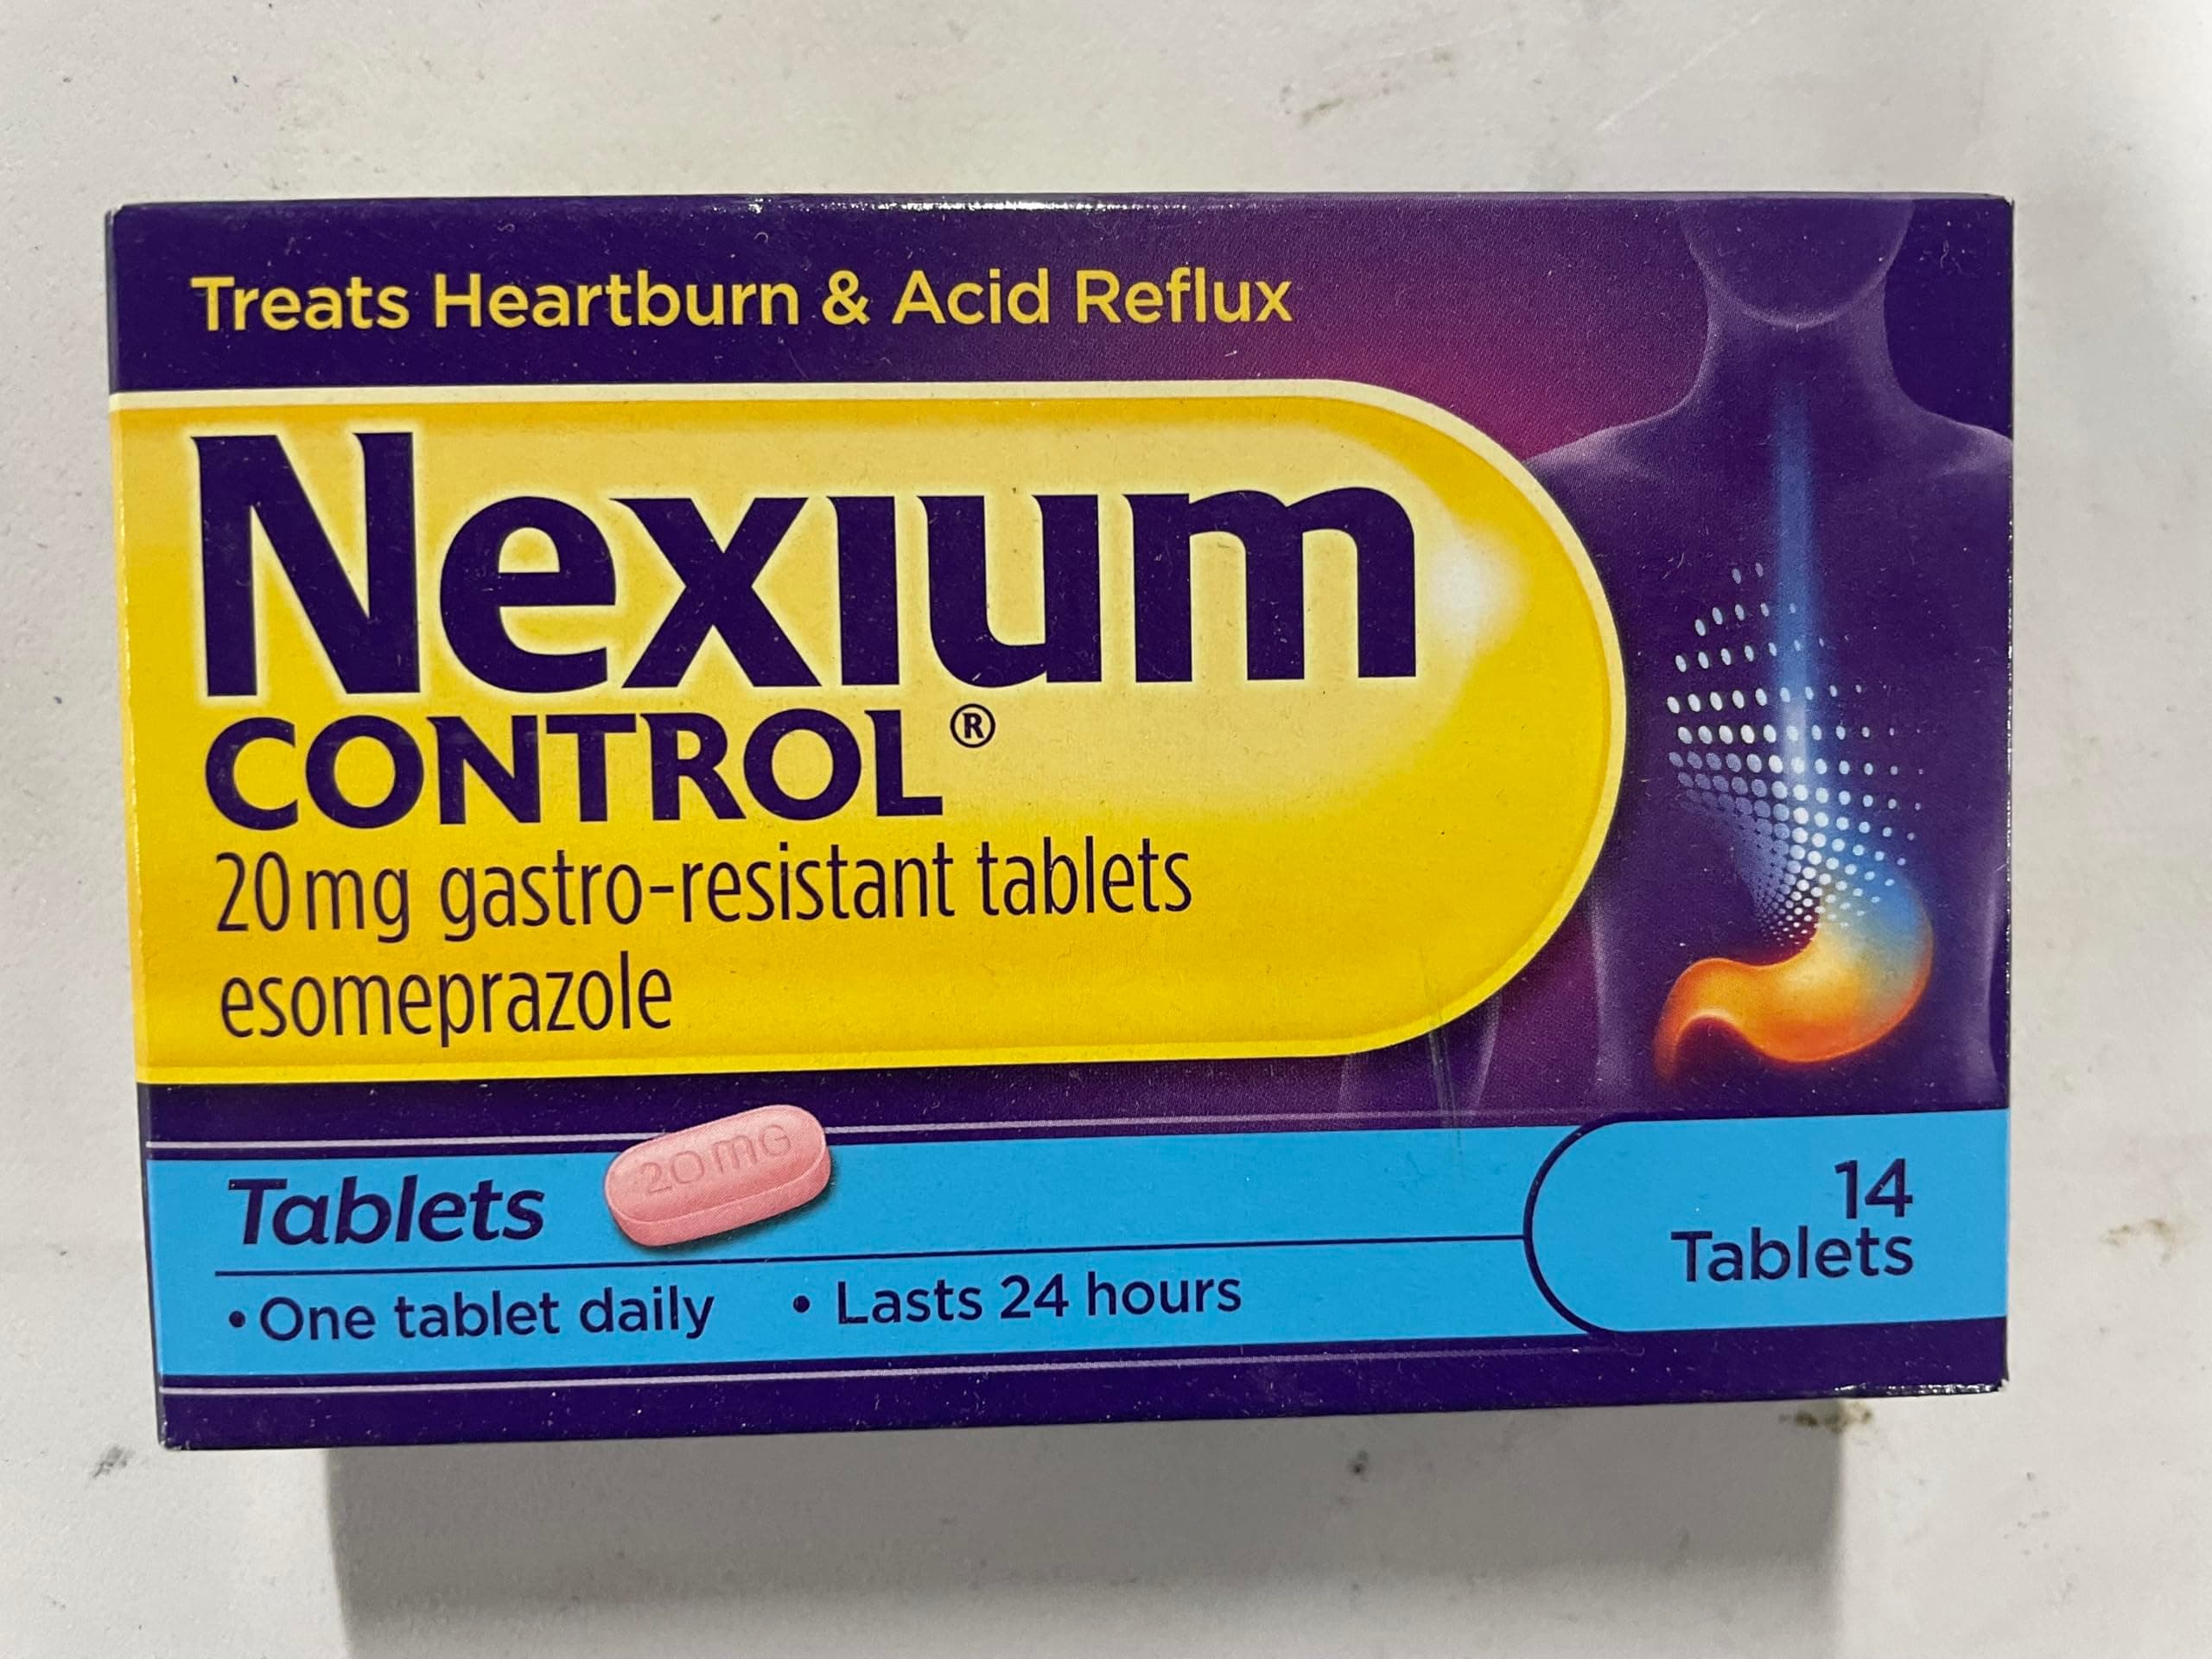 Treats Heartburn & Acid Reflux
Nexium
CONTROL®
20mg gastro-resistant tablets
esomeprazole
20 mG
Tablets
• One tablet daily • Lasts 24 hours
14
Tablets